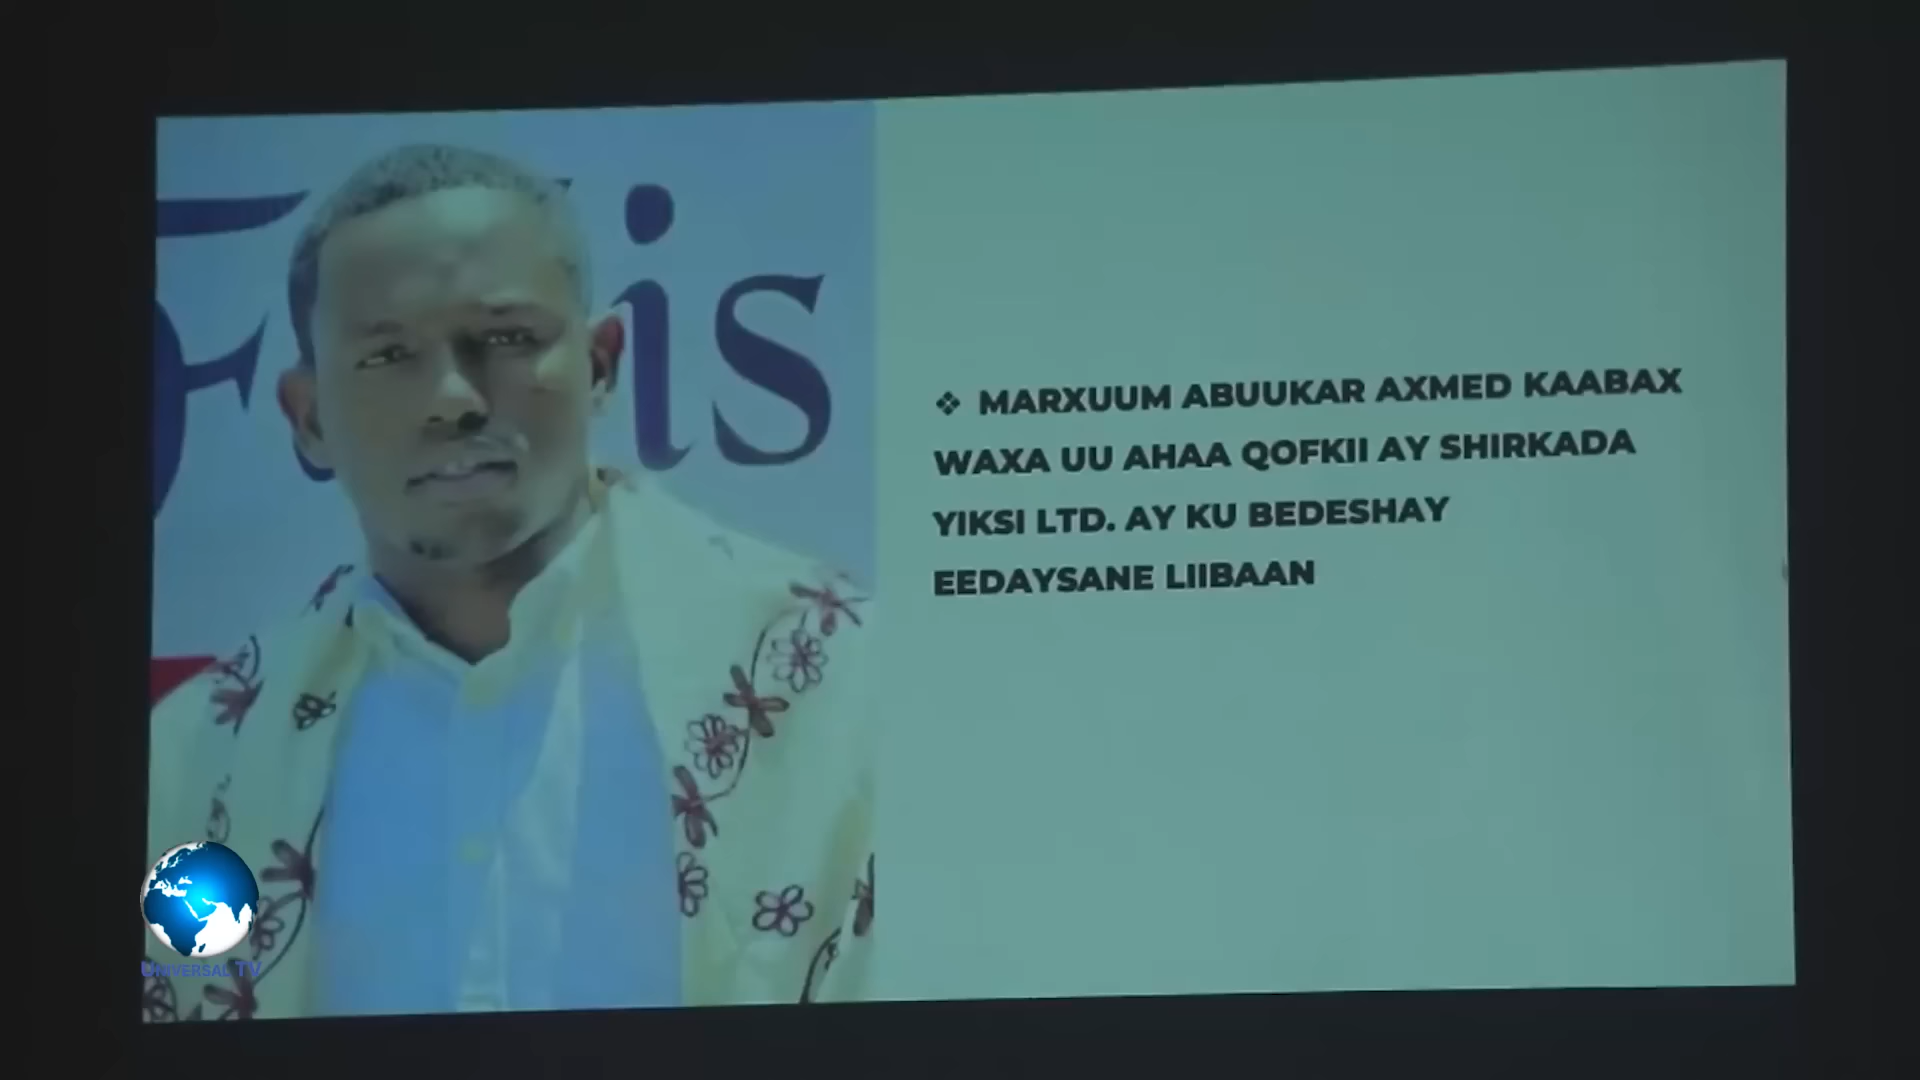 is
❖ MARXUUM ABUUKAR AXMED KAABAX
WAXA UU AHAA QOFKII AY SHIRKADA
YIKSI LTD. AY KU BEDESHAY
EEDAYSANE LIIBAAN
UNIVERSAL TV